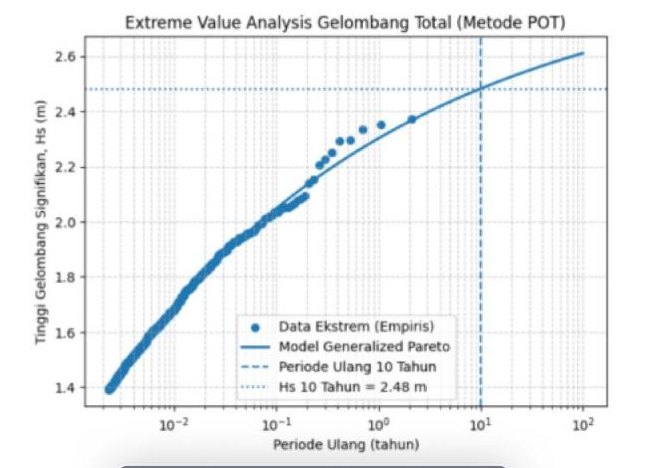 Extreme Value Analysis Gelombang Total (Metode POT)
Tinggi Gelombang Signifikan, Hs (m)
2.6
2.4
2.2
2.0
1.8
1.6
1.4
Data Ekstrem (Empiris)
Model Generalized Pareto
Periode Ulang 10 Tahun
Hs 10 Tahun = 2.48 m
10⁻² 10⁻¹ 10⁰ 10¹ 10²
Periode Ulang (tahun)